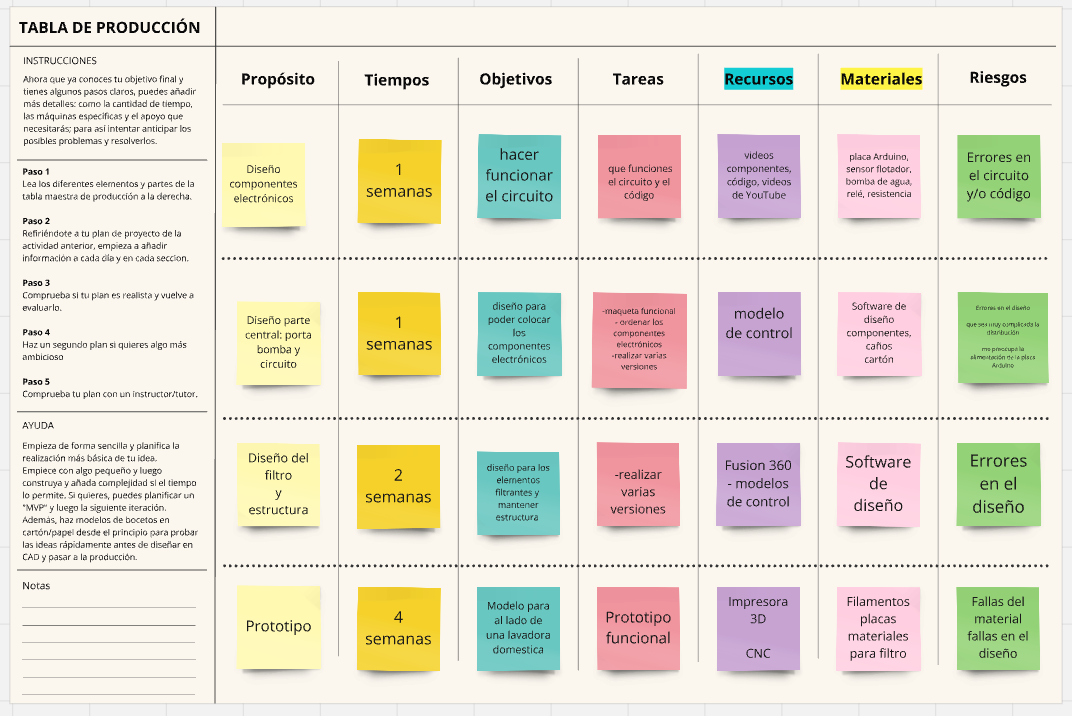 TABLA DE PRODUCCIÓN
INSTRUCCIONES
Ahora que ya conoces tu objetivo final y
tienes algunos pasos claros, puedes añadir
más detalles: como la cantidad de tiempo,
las máquinas específicas y el apoyo que
necesitarás; para así intentar anticipar los
posibles problemas y resolverlos.
Paso 1
Lea los diferentes elementos y partes de la
tabla maestra de producción a la derecha.
Paso 2
Refiriéndote a tu plan de proyecto de la
actividad anterior, empieza a añadir
información a cada día y en cada seccion.
Paso 3
Comprueba si tu plan es realista y vuelve a
evaluarlo.
Paso 4
Haz un segundo plan si quieres algo más
ambicioso
Paso 5
Comprueba tu plan con un instructor/tutor.
AYUDA
Empieza de forma sencilla y planifica la
realización más básica de tu idea.
Empiece con algo pequeño y luego
construya y añada complejidad si el tiempo
lo permite. Si quieres, puedes planificar un
"MVP" y luego la siguiente iteración.
Además, haz modelos de bocetos en
cartón/papel desde el principio para probar
las ideas rápidamente antes de diseñar en
CAD y pasar a la producción.
Notas
Propósito
Tiempos
Objetivos
Tareas
Recursos
Materiales
Riesgos
Diseño
componentes
electrónicos
1
semanas
hacer
funcionar
el circuito
que funciones
el circuito y el
código
videos
componentes,
código, videos
de YouTube
placa Arduino,
sensor flotador,
bomba de agua,
relé, resistencia
Errores en
el circuito
y/o código
Diseño parte
central: porta
bomba y
circuito
1
semanas
diseño para
poder colocar
los
componentes
electrónicos
-maqueta funcional
- ordenar los
componentes
electrónicos
-realizar varias
versiones
modelo
de control
Software de
diseño
componentes,
caños
cartón
Errores en el diseño
que sea muy complicada la
distribución
me preocupa la
alimentación de la placa
Arduino
Diseño del
filtro
y
estructura
2
semanas
diseño para los
elementos
filtrantes y
mantener
estructura
-realizar
varias
versiones
Fusion 360
- modelos
de control
Software
de
diseño
Errores
en el
diseño
Prototipo
4
semanas
Modelo para
al lado de
una lavadora
domestica
Prototipo
funcional
Impresora
3D
CNC
Filamentos
placas
materiales
para filtro
Fallas del
material
fallas en el
diseño